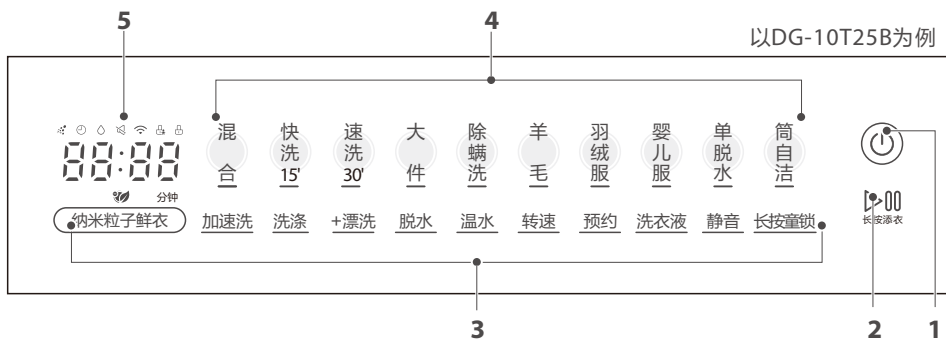 5
4
以DG-10T25B为例
混合
快洗15'
速洗30'
大件
除螨洗
羊毛
羽绒服
婴儿服
单脱水
筒自洁
88:88
分钟
纳米粒子鲜衣
加速洗
洗涤
+漂洗
脱水
温水
转速
预约
洗衣液
静音
长按童锁
长按添衣
3
2
1